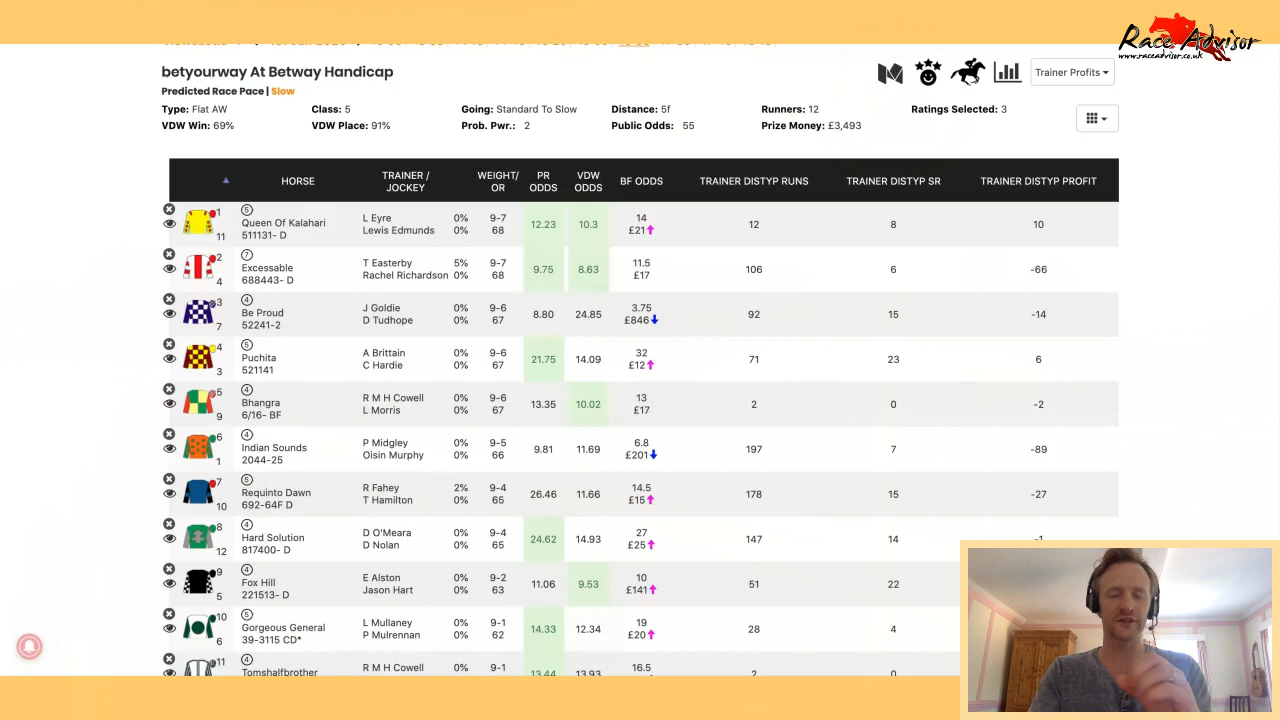 Race Advisor
www.raceadvisor.co.uk
betyourway At Betway Handicap
Predicted Race Pace | Slow
Trainer Profits
Type: Flat AW Class: 5 Going: Standard To Slow Distance: 5f Runners: 12 Ratings Selected: 3
VDW Win: 69% VDW Place: 91% Prob. Pwr.: 2 Public Odds: 55 Prize Money: £3,493
HORSE TRAINER / JOCKEY WEIGHT/ OR PR ODDS VDW ODDS BF ODDS TRAINER DISTYP RUNS TRAINER DISTYP SR TRAINER DISTYP PROFIT
1 5 L Eyre 0% 9-7 14
Queen Of Kalahari 12.23 10.3 12 8 10
11 511131- D Lewis Edmunds 0% 68 £21
2 7 T Easterby 5% 9-7 11.5
Excessable 9.75 8.63 106 6 -66
4 688443- D Rachel Richardson 0% 68 £17
3 4 J Goldie 0% 9-6 3.75
Be Proud 8.80 24.85 92 15 -14
7 52241-2 D Tudhope 0% 67 £846
4 5 A Brittain 0% 9-6 32
Puchita 21.75 14.09 71 23 6
3 521141 C Hardie 0% 67 £12
5 4 R M H Cowell 0% 9-6 13
Bhangra 13.35 10.02 2 0 -2
9 6/16- BF L Morris 0% 67 £17
6 4 P Midgley 0% 9-5 6.8
Indian Sounds 9.81 11.69 197 7 -89
1 2044-25 Oisin Murphy 0% 66 £201
7 5 R Fahey 2% 9-4 14.5
Requinto Dawn 26.46 11.66 178 15 -27
10 692-64F D T Hamilton 0% 65 £15
8 4 D O'Meara 0% 9-4 27
Hard Solution 24.62 14.93 147 14 -1
12 817400- D D Nolan 0% 65 £25
9 4 E Alston 0% 9-2 10
Fox Hill 11.06 9.53 51 22
5 221513- D Jason Hart 0% 63 £141
10 5 L Mullaney 0% 9-1 19
Gorgeous General 14.33 12.34 28 4
6 39-3115 CD* P Mulrennan 0% 62 £20
11 4 R M H Cowell 0% 9-1 16.5
Tomshalfbrother 13.44 13.93 2 0